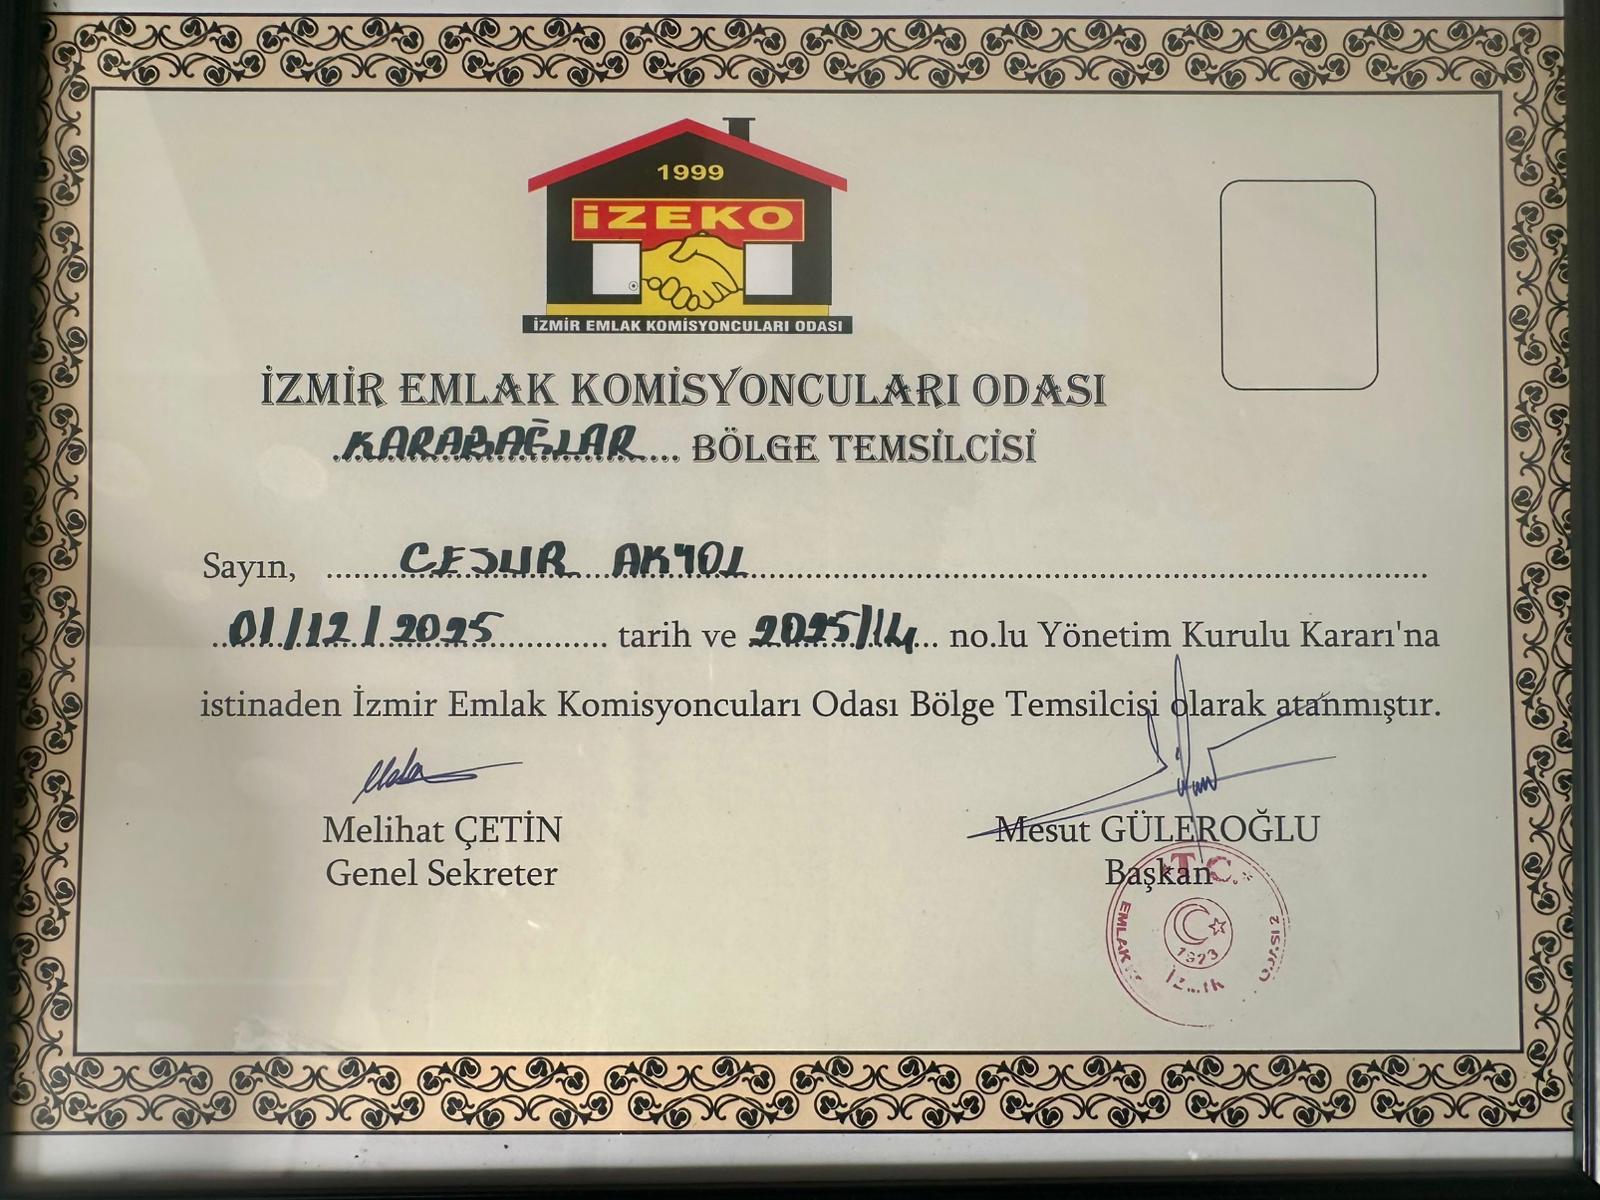 1999
İZEKO
İZMİR EMLAK KOMİSYONCULARI ODASI
İZMİR EMLAK KOMİSYONCULARI ODASI
KARABAĞLAR BÖLGE TEMSİLCİSİ
Sayın, CESUR AKYOL
01/12/2025 tarih ve 2025/14 no.lu Yönetim Kurulu Kararı'na
istinaden İzmir Emlak Komisyoncuları Odası Bölge Temsilcisi olarak atanmıştır.
Melihat ÇETİN
Genel Sekreter
Mesut GÜLEROĞLU
Başkan
T.C.
EMLAK
1923